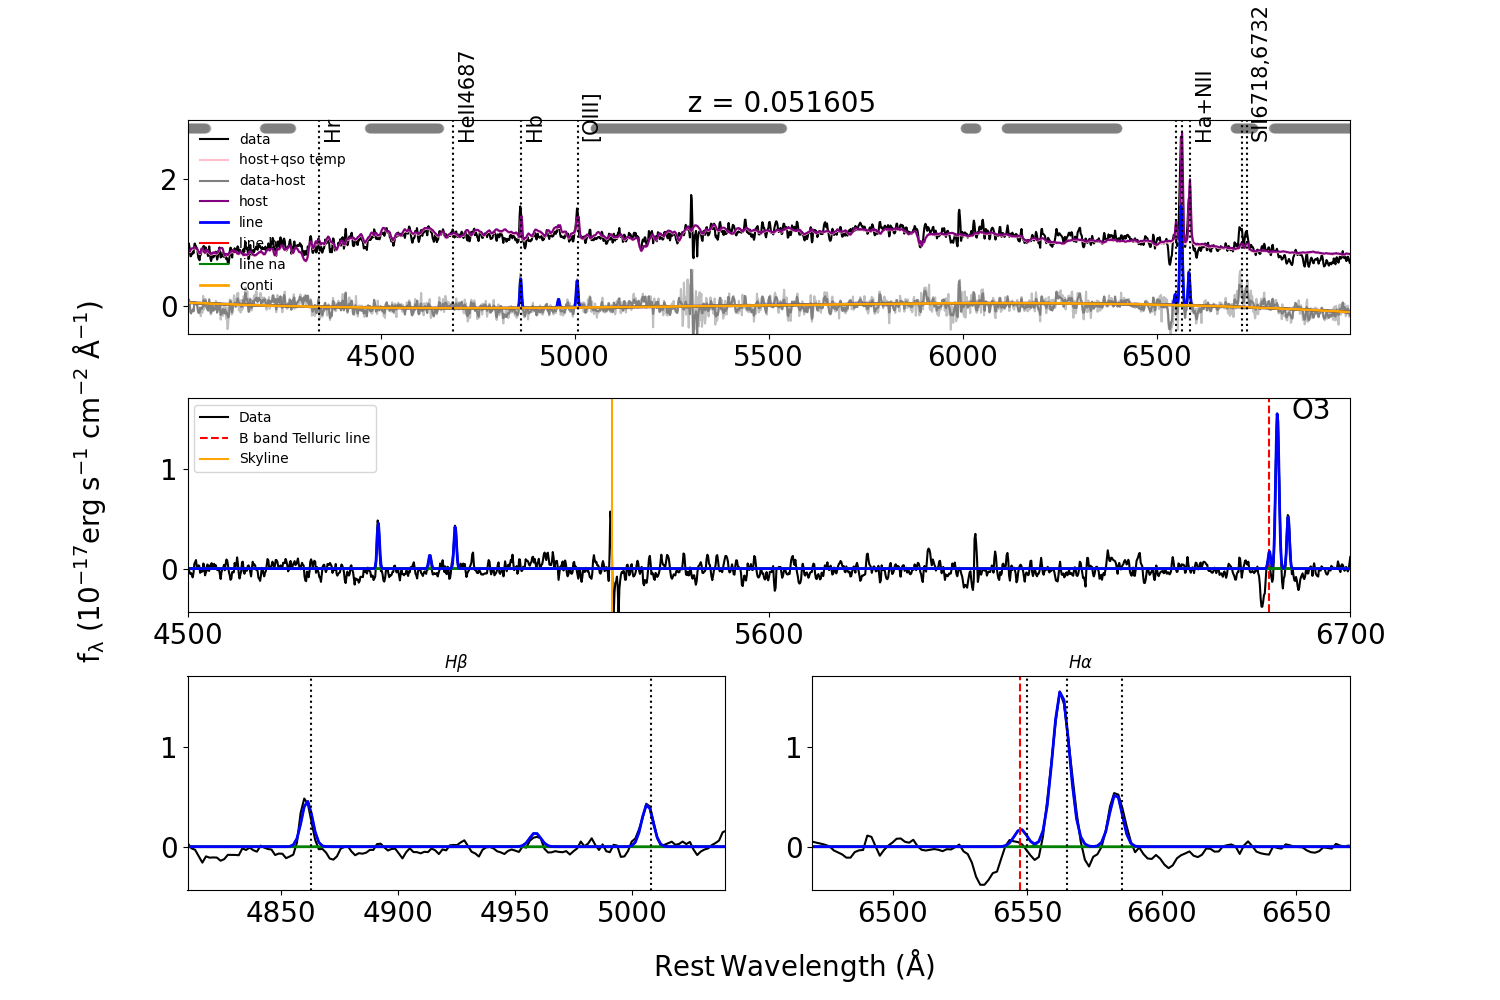 z = 0.051605
Hr
HeII4687
Hb
[OIII]
Ha+NII
SII6718,6732
data
host+qso temp
data-host
host
line
line
line na
conti
2
0
4500
5000
5500
6000
6500
fλ (10−17erg s−1 cm−2 Å−1)
Data
B band Telluric line
Skyline
O3
1
0
4500
5600
6700
Hβ
1
0
4850
4900
4950
5000
Hα
1
0
6500
6550
6600
6650
Rest Wavelength (Å)